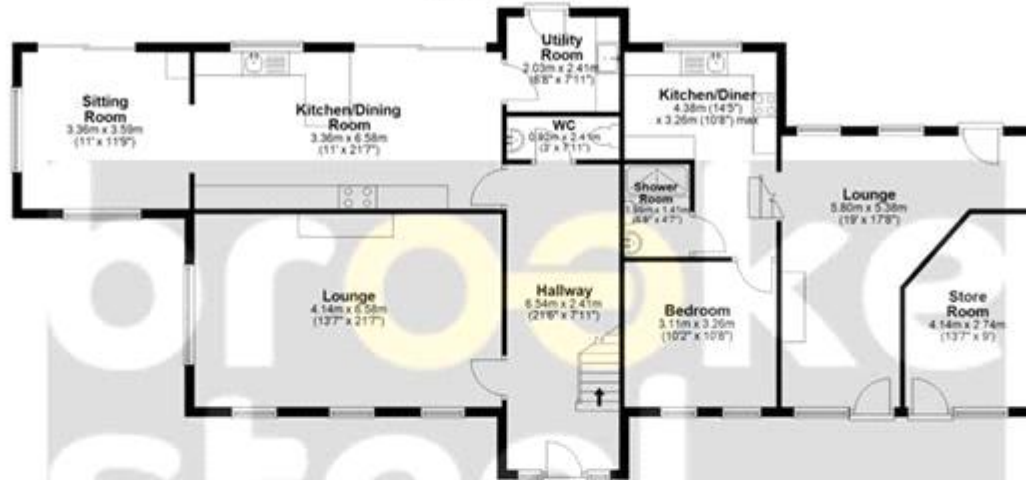 Sitting
Room
3.36m x 3.59m
(11' x 11'9")
Kitchen/Dining
Room
3.36m x 6.58m
(11' x 21'7")
Utility
Room
2.03m x 2.41m
(6'8" x 7'11")
WC
0.92m x 2.41m
(3' x 7'11")
Kitchen/Diner
4.38m (14'5")
x 3.26m (10'8") max
Shower
Room
Lounge
5.80m x 5.38m
(19' x 17'8")
Lounge
4.14m x 6.58m
(13'7" x 21'7")
Hallway
6.54m x 2.41m
(21'6" x 7'11")
Bedroom
3.11m x 3.26m
(10'2" x 10'8")
Store
Room
4.14m x 2.74m
(13'7" x 9')
brooke
steel